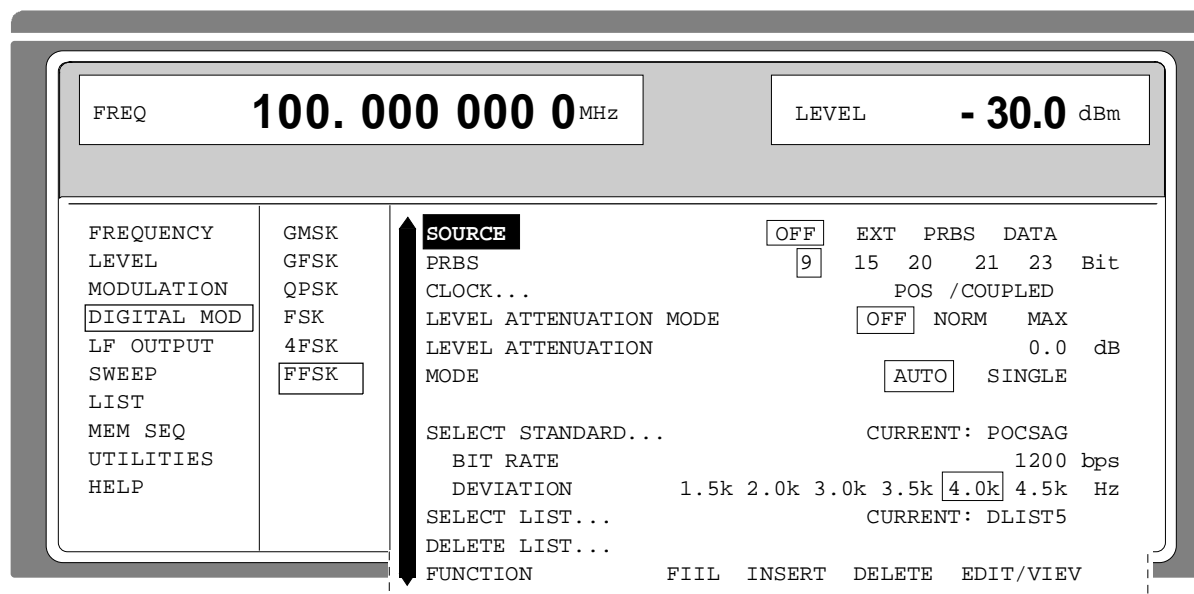 FREQ 100. 000 000 0 MHz LEVEL - 30.0 dBm
FREQUENCY GMSK SOURCE OFF EXT PRBS DATA
LEVEL GFSK PRBS 9 15 20 21 23 Bit
MODULATION QPSK CLOCK... POS /COUPLED
DIGITAL MOD FSK LEVEL ATTENUATION MODE OFF NORM MAX
LF OUTPUT 4FSK LEVEL ATTENUATION 0.0 dB
SWEEP FFSK MODE AUTO SINGLE
LIST
MEM SEQ SELECT STANDARD... CURRENT: POCSAG
UTILITIES BIT RATE 1200 bps
HELP DEVIATION 1.5k 2.0k 3.0k 3.5k 4.0k 4.5k Hz
SELECT LIST... CURRENT: DLIST5
DELETE LIST...
FUNCTION FIIL INSERT DELETE EDIT/VIEV